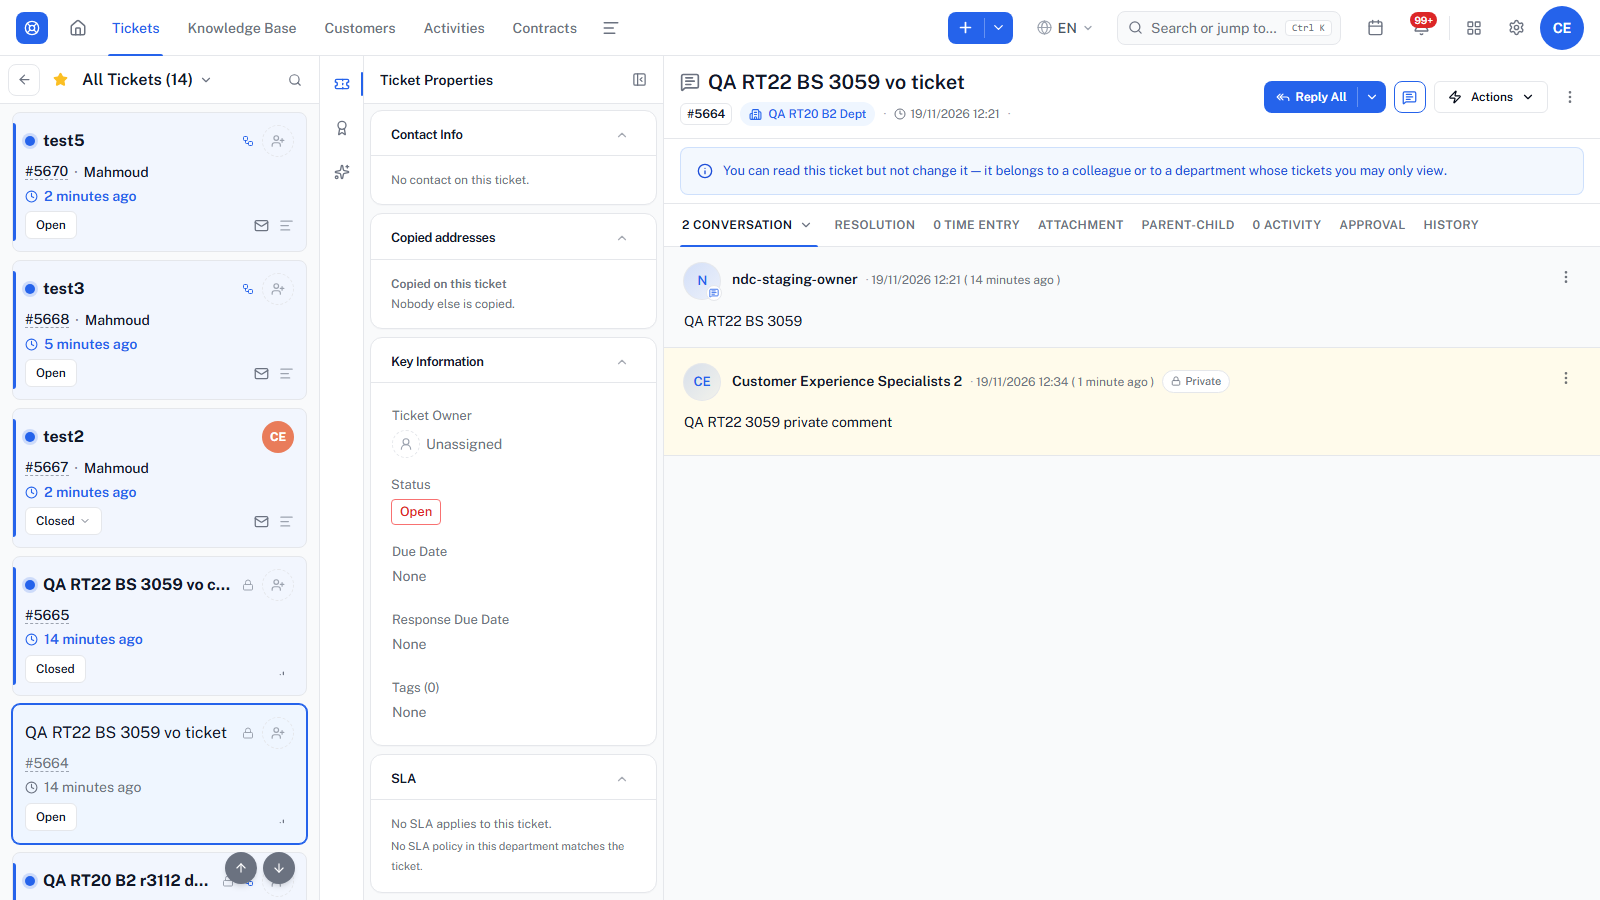 Tickets
Knowledge Base
Customers
Activities
Contracts
EN
Search or jump to...
Ctrl K
99+
CE
All Tickets (14)
test5
#5670 · Mahmoud
2 minutes ago
Open
test3
#5668 · Mahmoud
5 minutes ago
Open
test2
CE
#5667 · Mahmoud
2 minutes ago
Closed
QA RT22 BS 3059 vo c...
#5665
14 minutes ago
Closed
QA RT22 BS 3059 vo ticket
#5664
14 minutes ago
Open
QA RT20 B2 r3112 d...
Ticket Properties
Contact Info
No contact on this ticket.
Copied addresses
Copied on this ticket
Nobody else is copied.
Key Information
Ticket Owner
Unassigned
Status
Open
Due Date
None
Response Due Date
None
Tags (0)
None
SLA
No SLA applies to this ticket.
No SLA policy in this department matches the
ticket.
QA RT22 BS 3059 vo ticket
#5664
QA RT20 B2 Dept
· 19/11/2026 12:21 ·
Reply All
Actions
You can read this ticket but not change it — it belongs to a colleague or to a department whose tickets you may only view.
2 CONVERSATION
RESOLUTION
0 TIME ENTRY
ATTACHMENT
PARENT-CHILD
0 ACTIVITY
APPROVAL
HISTORY
N
ndc-staging-owner · 19/11/2026 12:21 ( 14 minutes ago )
QA RT22 BS 3059
CE
Customer Experience Specialists 2 · 19/11/2026 12:34 ( 1 minute ago ) Private
QA RT22 3059 private comment